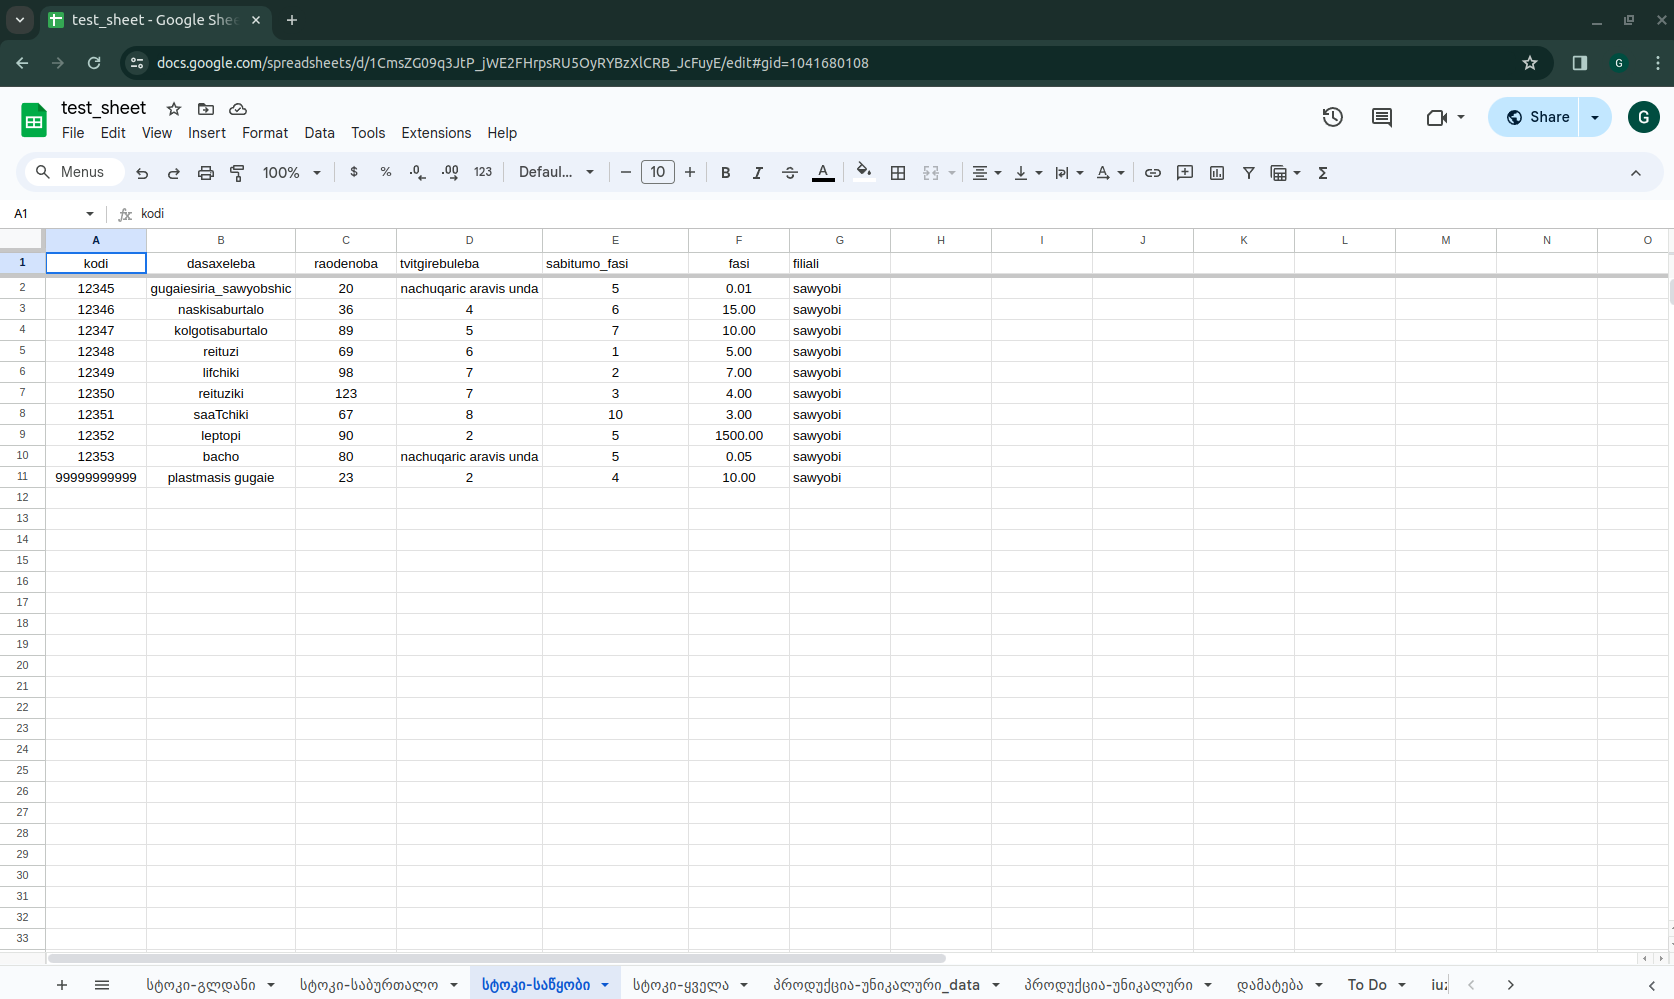 test_sheet - Google She
docs.google.com/spreadsheets/d/1CmsZG09q3JtP_jWE2FHrpsRU5OyRYBzXlCRB_JcFuyE/edit#gid=1041680108
G
test_sheet
File Edit View Insert Format Data Tools Extensions Help
Share
G
Menus 100% $ % .0 .00 123 Defaul... 10 B I A
A1 fx kodi
A B C D E F G H I J K L M N O
1 kodi dasaxeleba raodenoba tvitgirebuleba sabitumo_fasi fasi filiali
2 12345 gugaiesiria_sawyobshic 20 nachuqaric aravis unda 5 0.01 sawyobi
3 12346 naskisaburtalo 36 4 6 15.00 sawyobi
4 12347 kolgotisaburtalo 89 5 7 10.00 sawyobi
5 12348 reituzi 69 6 1 5.00 sawyobi
6 12349 lifchiki 98 7 2 7.00 sawyobi
7 12350 reituziki 123 7 3 4.00 sawyobi
8 12351 saaTchiki 67 8 10 3.00 sawyobi
9 12352 leptopi 90 2 5 1500.00 sawyobi
10 12353 bacho 80 nachuqaric aravis unda 5 0.05 sawyobi
11 99999999999 plastmasis gugaie 23 2 4 10.00 sawyobi
12
13
14
15
16
17
18
19
20
21
22
23
24
25
26
27
28
29
30
31
32
33
სტოკი-გლდანი სტოკი-საბურთალო სტოკი-საწყობი სტოკი-ყველა პროდუქცია-უნიკალური_data პროდუქცია-უნიკალური დამატება To Do